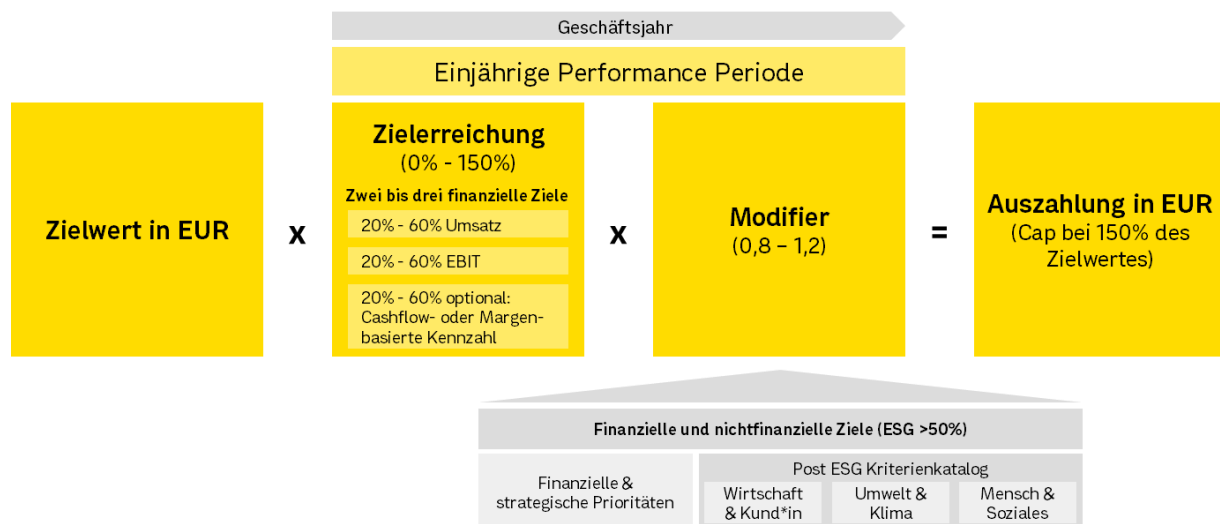 Geschäftsjahr
Einjährige Performance Periode
Zielwert in EUR
x
Zielerreichung
(0% - 150%)
Zwei bis drei finanzielle Ziele
20% - 60% Umsatz
20% - 60% EBIT
20% - 60% optional:
Cashflow- oder Margen-
basierte Kennzahl
x
Modifier
(0,8 – 1,2)
=
Auszahlung in EUR
(Cap bei 150% des
Zielwertes)
Finanzielle und nichtfinanzielle Ziele (ESG >50%)
Finanzielle &
strategische Prioritäten
Post ESG Kriterienkatalog
Wirtschaft
& Kund*in
Umwelt &
Klima
Mensch &
Soziales